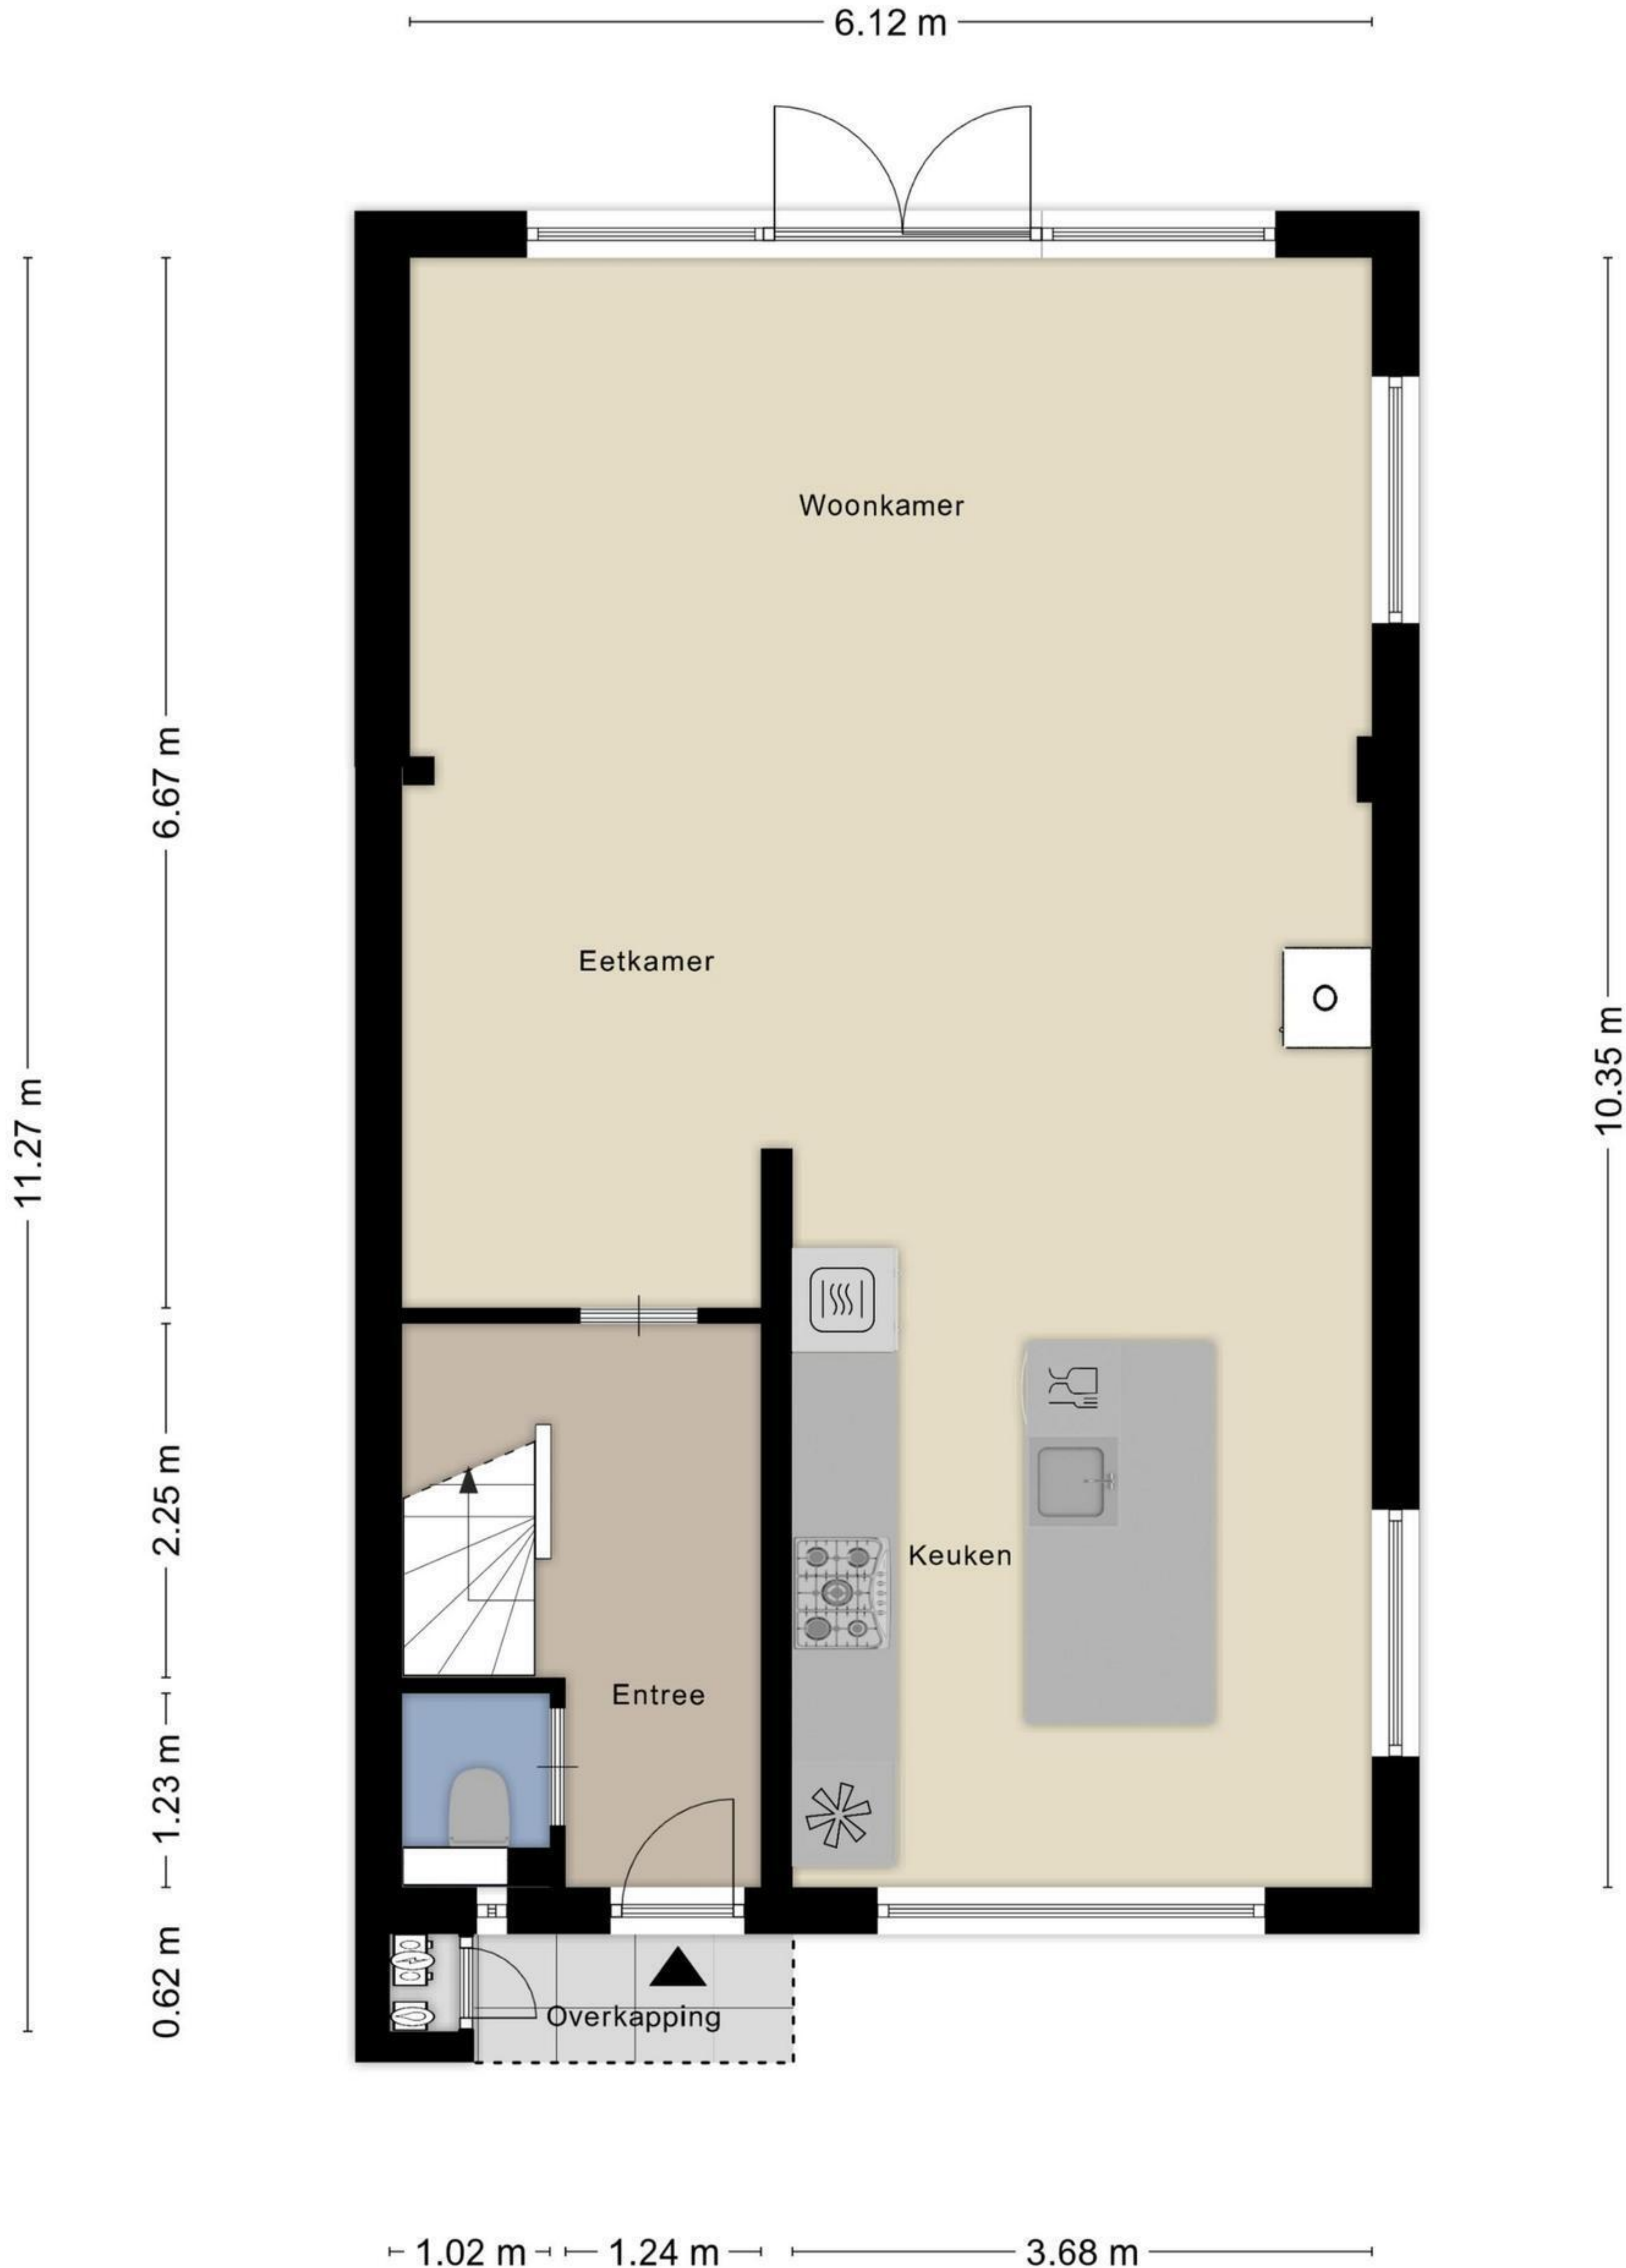 6.12 m
Woonkamer
6.67 m
Eetkamer
10.35 m
11.27 m
2.25 m
Keuken
Entree
1.23 m
0.62 m
Overkapping
1.02 m
1.24 m
3.68 m